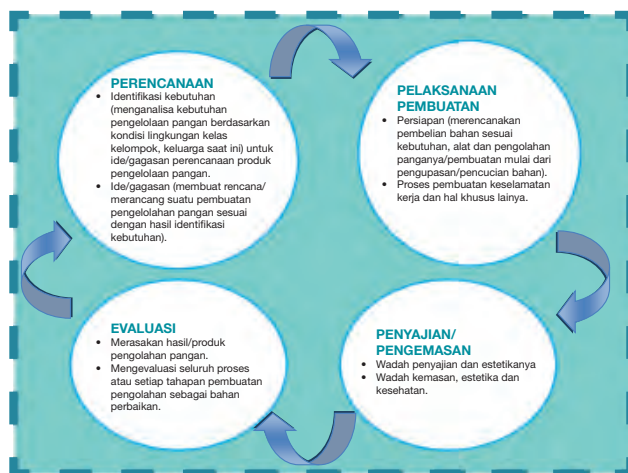 PERENCANAAN
• Identifikasi kebutuhan
(menganalisa kebutuhan
pengelolaan pangan berdasarkan
kondisi lingkungan kelas
kelompok, keluarga saat ini) untuk
ide/gagasan perencanaan produk
pengelolaan pangan.
• Ide/gagasan (membuat rencana/
merancang suatu pembuatan
pengelolahan pangan sesuai
dengan hasil identifikasi
kebutuhan).
PELAKSANAAN
PEMBUATAN
• Persiapan (merencanakan
pembelian bahan sesuai
kebutuhan, alat dan pengolahan
panganya/pembuatan mulai dari
pengupasan/pencucian bahan).
• Proses pembuatan keselamatan
kerja dan hal khusus lainya.
EVALUASI
• Merasakan hasil/produk
pengolahan pangan.
• Mengevaluasi seluruh proses
atau setiap tahapan pembuatan
pengolahan sebagai bahan
perbaikan.
PENYAJIAN/
PENGEMASAN
• Wadah penyajian dan estetikanya
• Wadah kemasan, estetika dan
kesehatan.